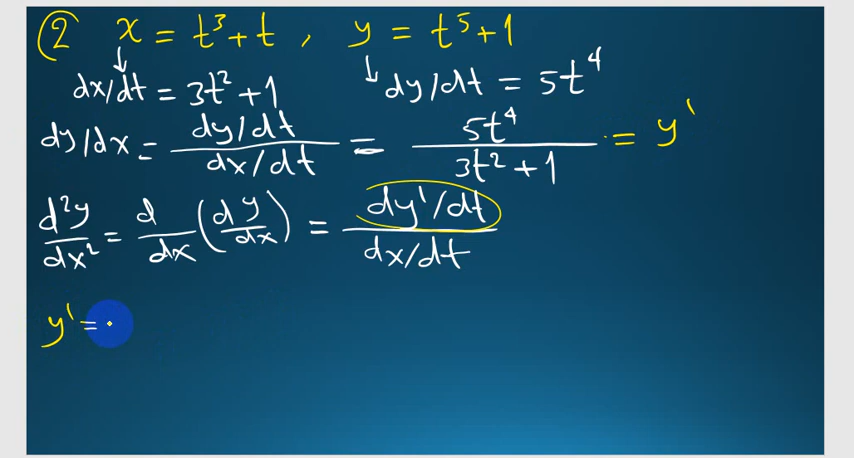 ② x = t³+t , y = t⁵+1
↓ dx/dt = 3t²+1 ↓ dy/dt = 5t⁴
dy/dx = (dy/dt)/(dx/dt) = 5t⁴/(3t²+1) = y'
d²y/dx² = d/dx (dy/dx) = (dy'/dt)/(dx/dt)
y' =